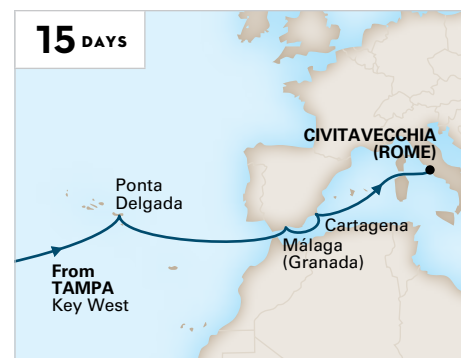 15 DAYS
CIVITAVECCHIA
(ROME)
Ponta
Delgada
Cartagena
Málaga
(Granada)
From
TAMPA
Key West